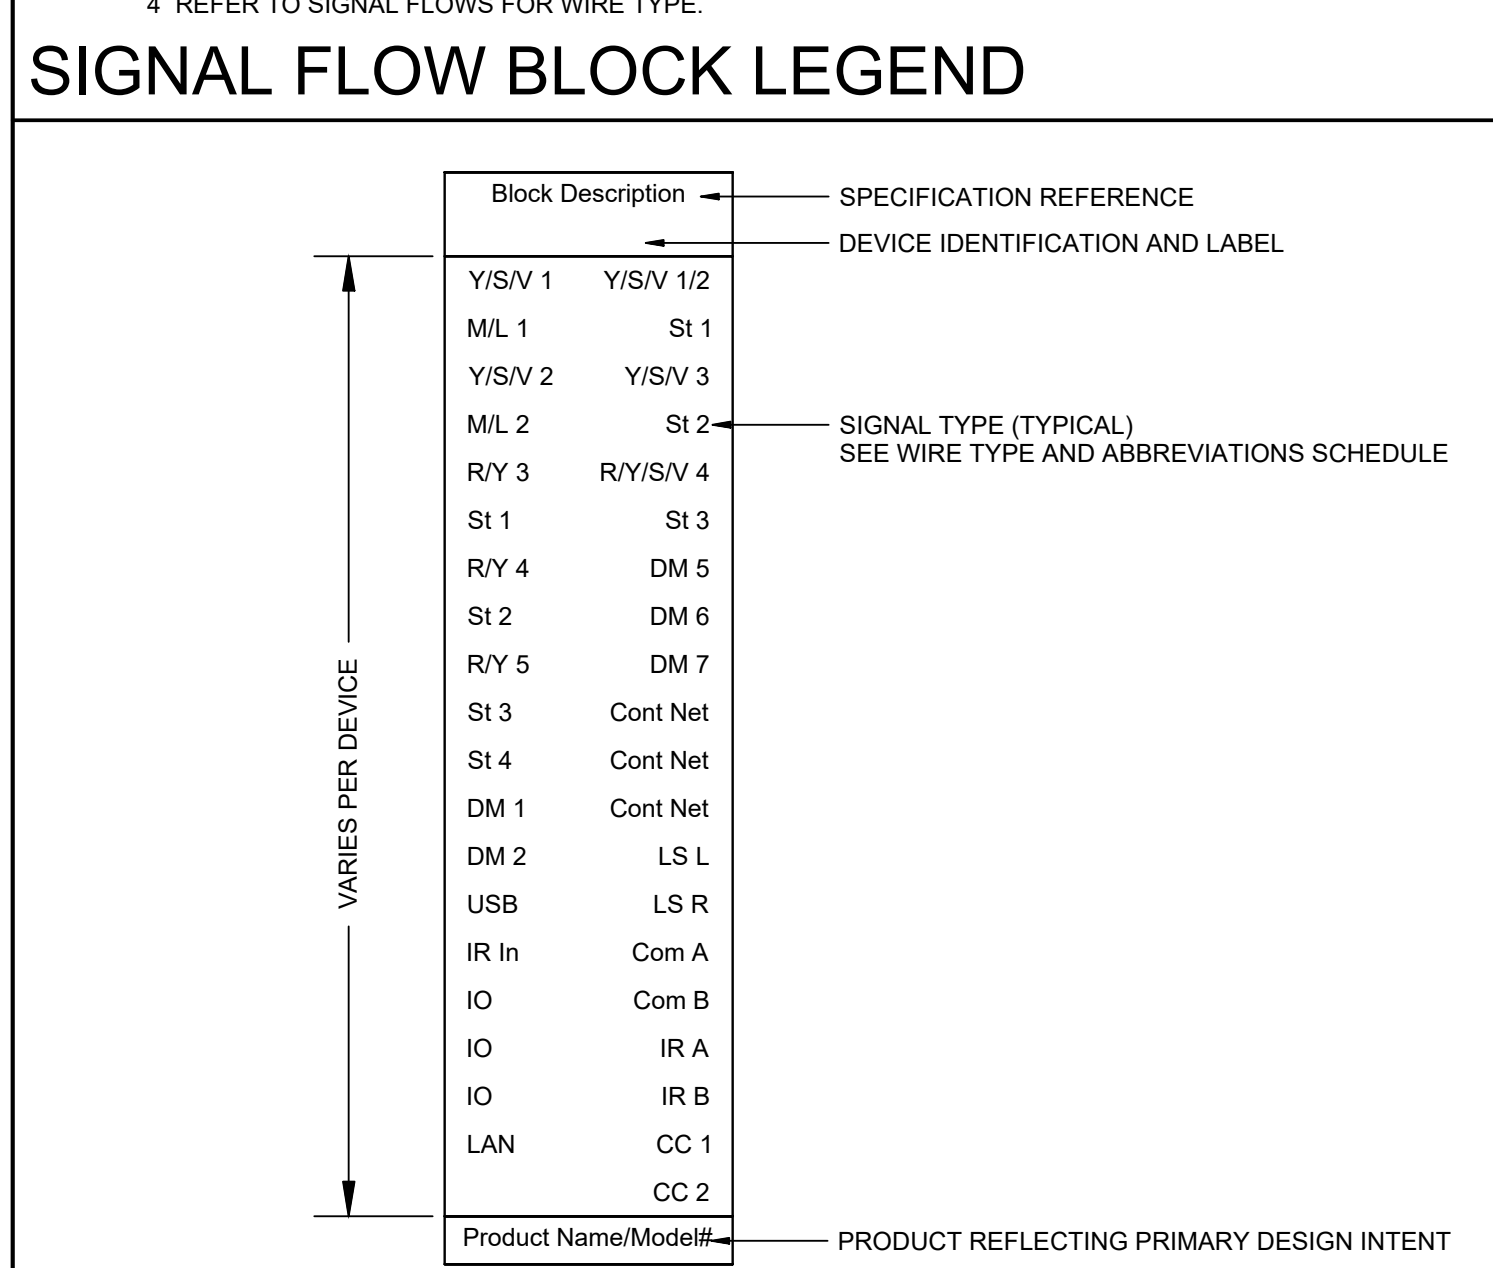 4 REFER TO SIGNAL FLOWS FOR WIRE TYPE.
SIGNAL FLOW BLOCK LEGEND
Block Description
SPECIFICATION REFERENCE
DEVICE IDENTIFICATION AND LABEL
Y/S/V 1 Y/S/V 1/2
M/L 1 St 1
Y/S/V 2 Y/S/V 3
M/L 2 St 2
SIGNAL TYPE (TYPICAL)
SEE WIRE TYPE AND ABBREVIATIONS SCHEDULE
R/Y 3 R/Y/S/V 4
St 1 St 3
R/Y 4 DM 5
St 2 DM 6
R/Y 5 DM 7
St 3 Cont Net
St 4 Cont Net
DM 1 Cont Net
DM 2 LS L
USB LS R
IR In Com A
IO Com B
IO IR A
IO IR B
LAN CC 1
CC 2
VARIES PER DEVICE
Product Name/Model#
PRODUCT REFLECTING PRIMARY DESIGN INTENT